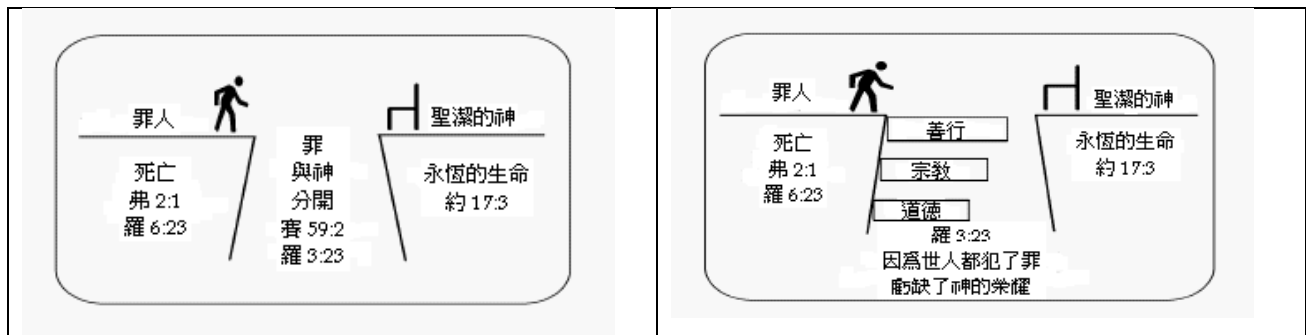 罪人
聖潔的神
死亡
弗 2:1
羅 6:23
罪
與神
分開
賽 59:2
羅 3:23
永恆的生命
約 17:3
罪人
聖潔的神
死亡
弗 2:1
羅 6:23
善行
宗教
道德
羅 3:23
因爲世人都犯了罪
虧缺了神的榮耀
永恆的生命
約 17:3